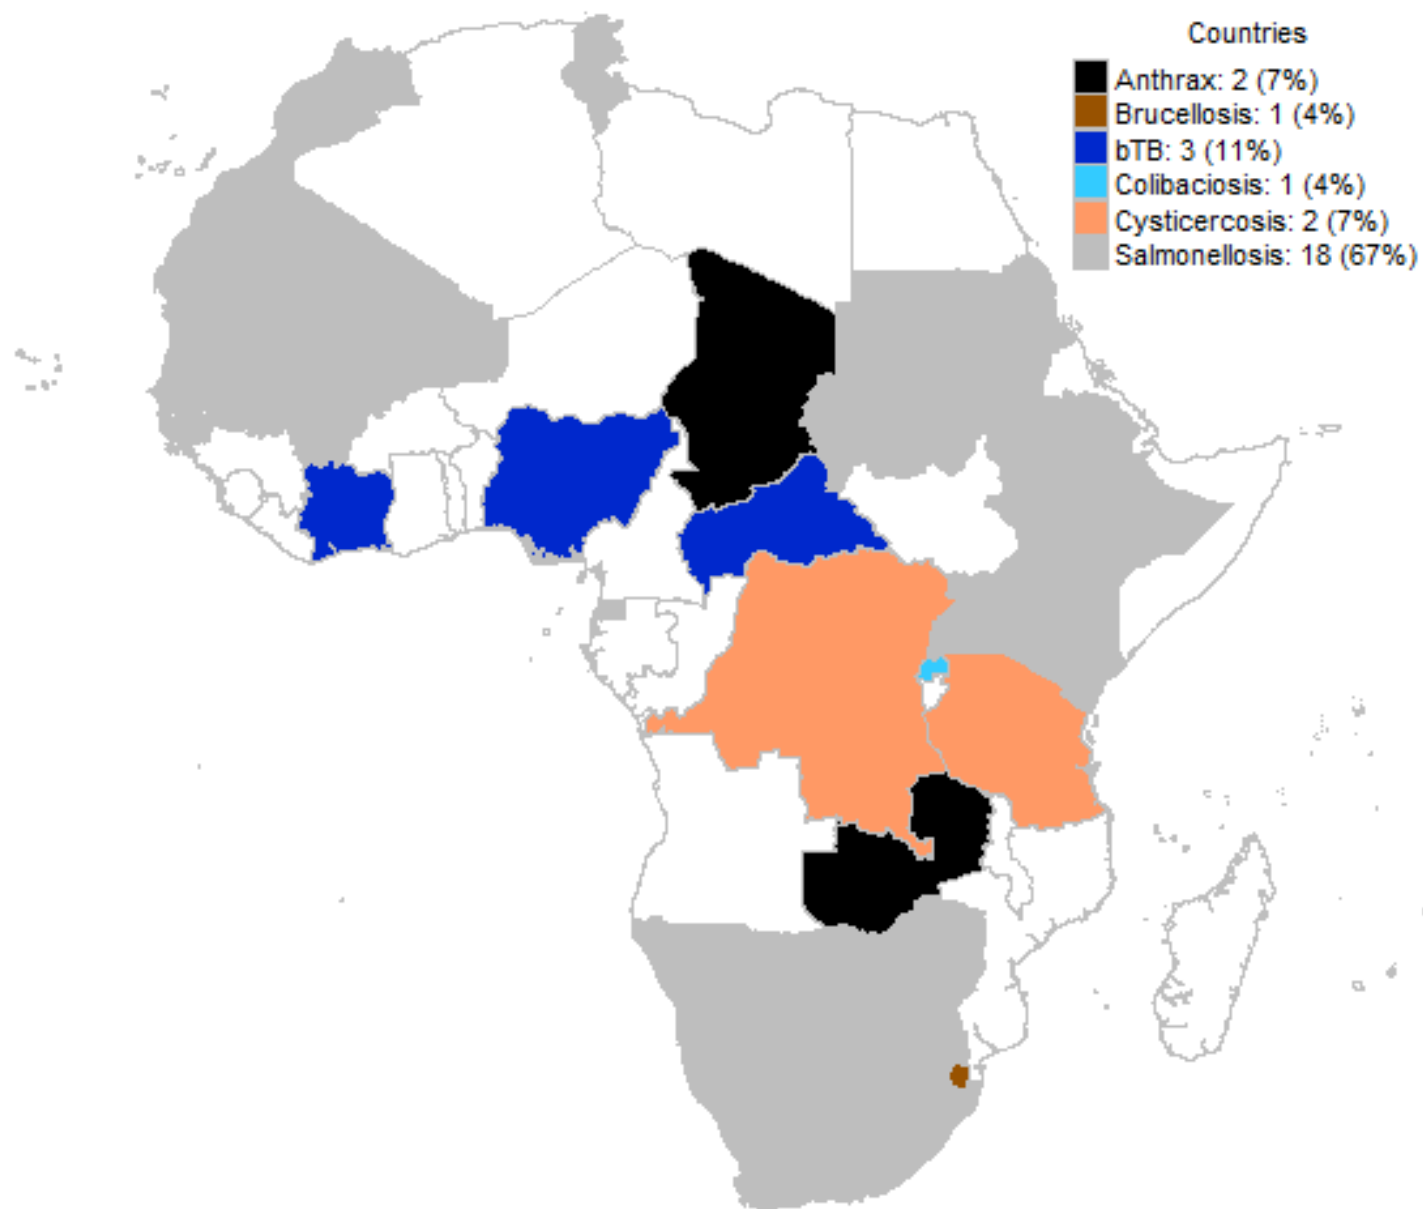 Countries
Anthrax: 2 (7%)
Brucellosis: 1 (4%)
bTB: 3 (11%)
Colibaciosis: 1 (4%)
Cysticercosis: 2 (7%)
Salmonellosis: 18 (67%)